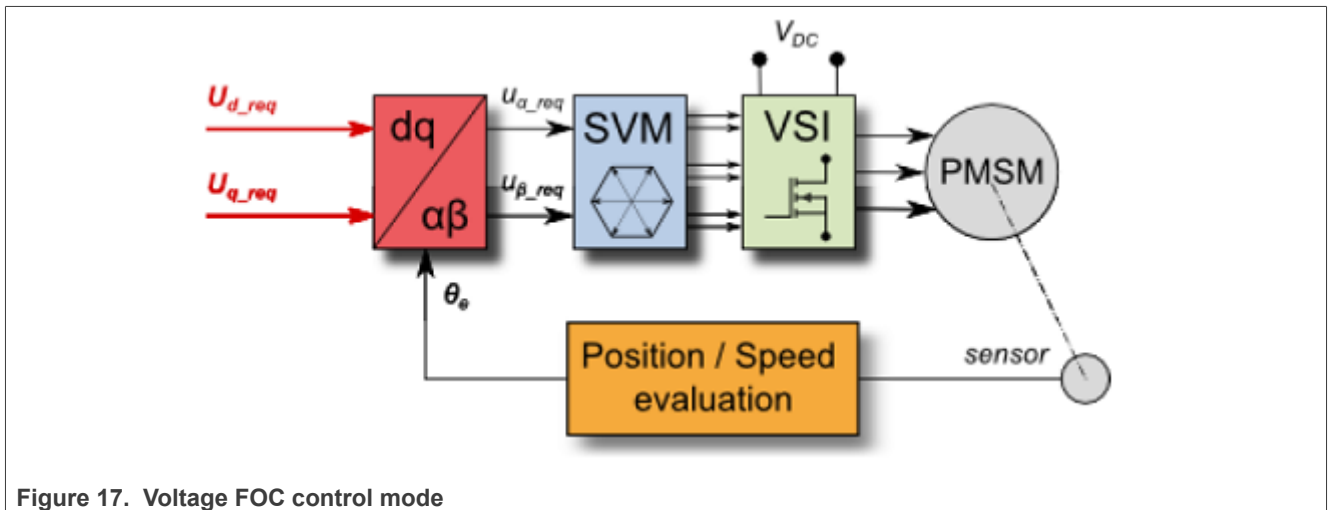 V_DC
U_d_req
dq
u_α_req
SVM
VSI
PMSM
U_q_req
αβ
u_β_req
θ_e
Position / Speed
evaluation
sensor
Figure 17. Voltage FOC control mode